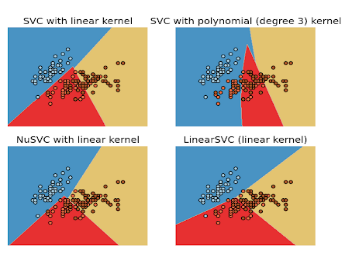 SVC with linear kernel
SVC with polynomial (degree 3) kernel
NuSVC with linear kernel
LinearSVC (linear kernel)